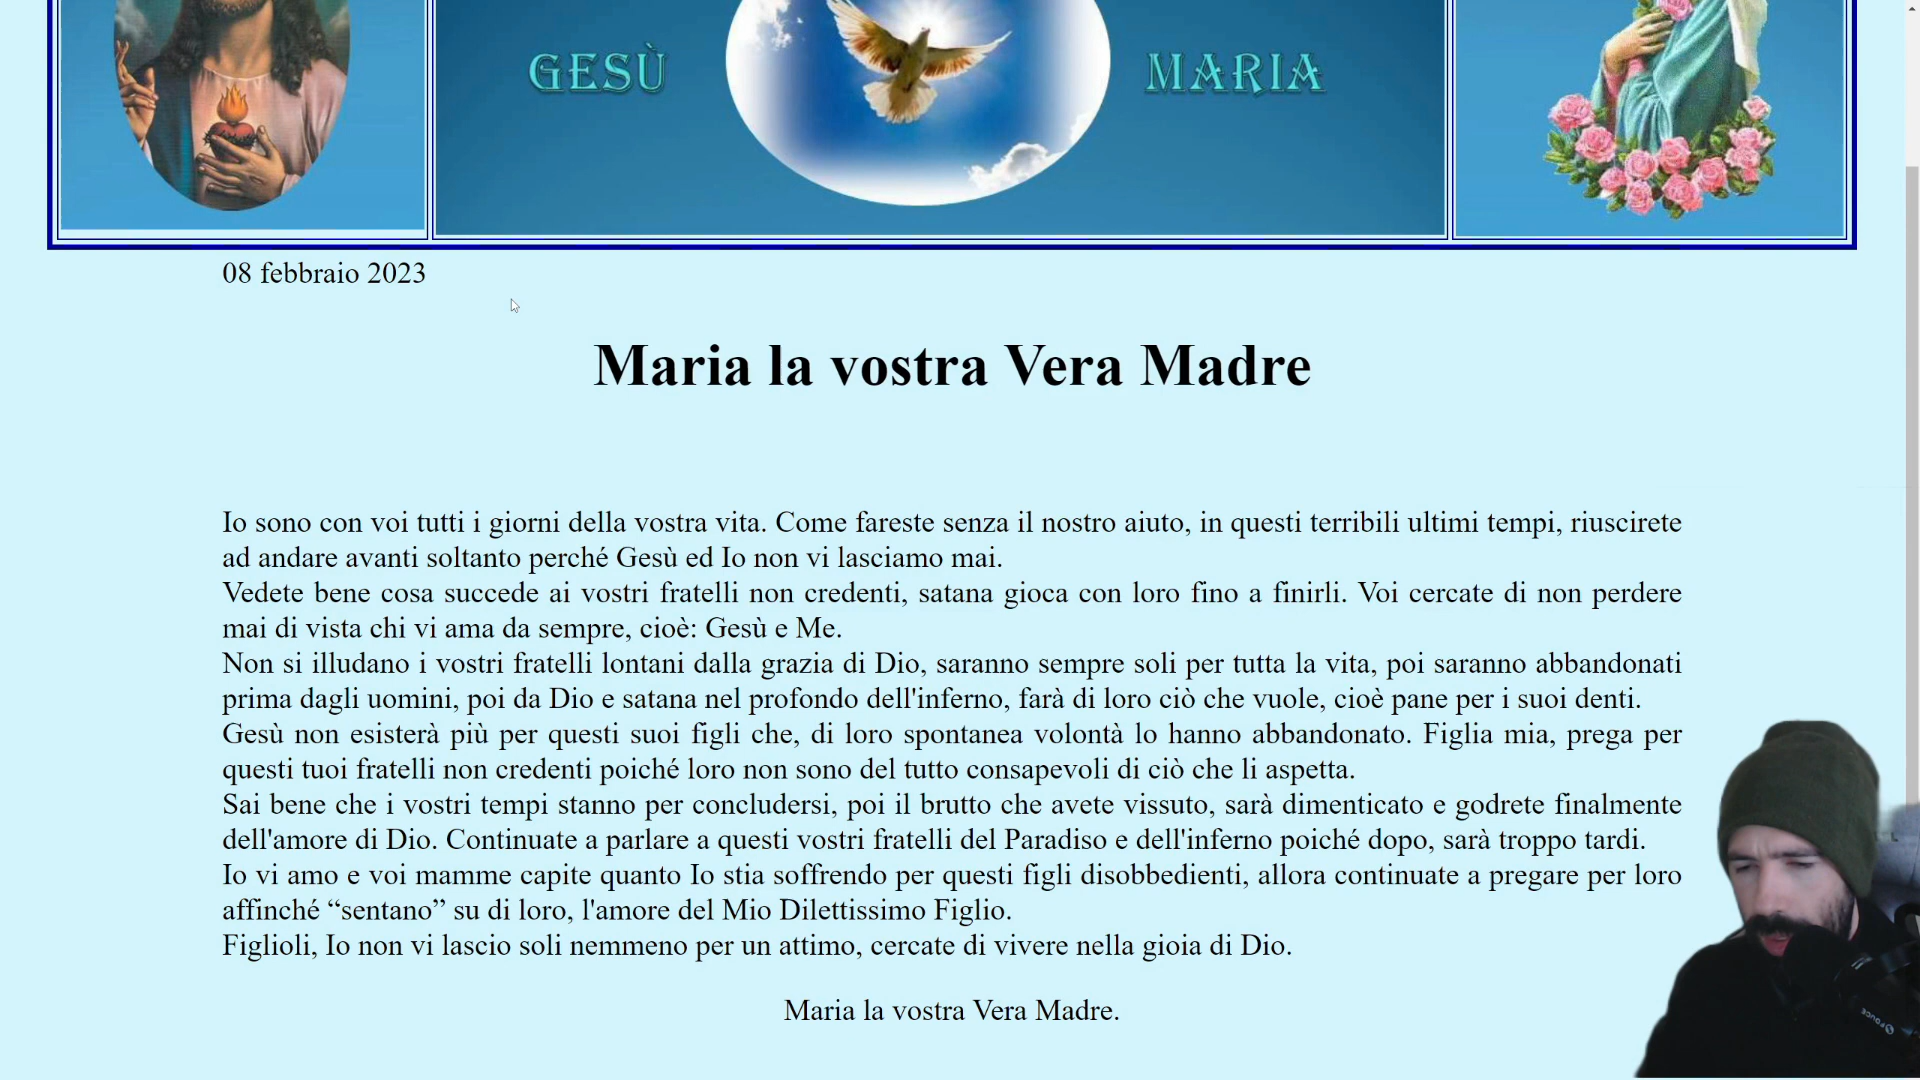 GESÙ
MARIA
08 febbraio 2023
Maria la vostra Vera Madre
Io sono con voi tutti i giorni della vostra vita. Come fareste senza il nostro aiuto, in questi terribili ultimi tempi, riuscirete
ad andare avanti soltanto perché Gesù ed Io non vi lasciamo mai.
Vedete bene cosa succede ai vostri fratelli non credenti, satana gioca con loro fino a finirli. Voi cercate di non perdere
mai di vista chi vi ama da sempre, cioè: Gesù e Me.
Non si illudano i vostri fratelli lontani dalla grazia di Dio, saranno sempre soli per tutta la vita, poi saranno abbandonati
prima dagli uomini, poi da Dio e satana nel profondo dell'inferno, farà di loro ciò che vuole, cioè pane per i suoi denti.
Gesù non esisterà più per questi suoi figli che, di loro spontanea volontà lo hanno abbandonato. Figlia mia, prega per
questi tuoi fratelli non credenti poiché loro non sono del tutto consapevoli di ciò che li aspetta.
Sai bene che i vostri tempi stanno per concludersi, poi il brutto che avete vissuto, sarà dimenticato e godrete finalmente
dell'amore di Dio. Continuate a parlare a questi vostri fratelli del Paradiso e dell'inferno poiché dopo, sarà troppo tardi.
Io vi amo e voi mamme capite quanto Io stia soffrendo per questi figli disobbedienti, allora continuate a pregare per loro
affinché “sentano” su di loro, l'amore del Mio Dilettissimo Figlio.
Figlioli, Io non vi lascio soli nemmeno per un attimo, cercate di vivere nella gioia di Dio.
Maria la vostra Vera Madre.